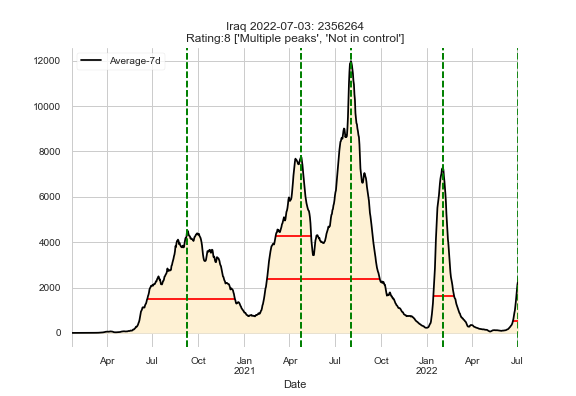 Iraq 2022-07-03: 2356264
Rating:8 ['Multiple peaks', 'Not in control']
Average-7d
12000
10000
8000
6000
4000
2000
0
Apr Jul Oct Jan Apr Jul Oct Jan Apr Jul
2021 2022
Date